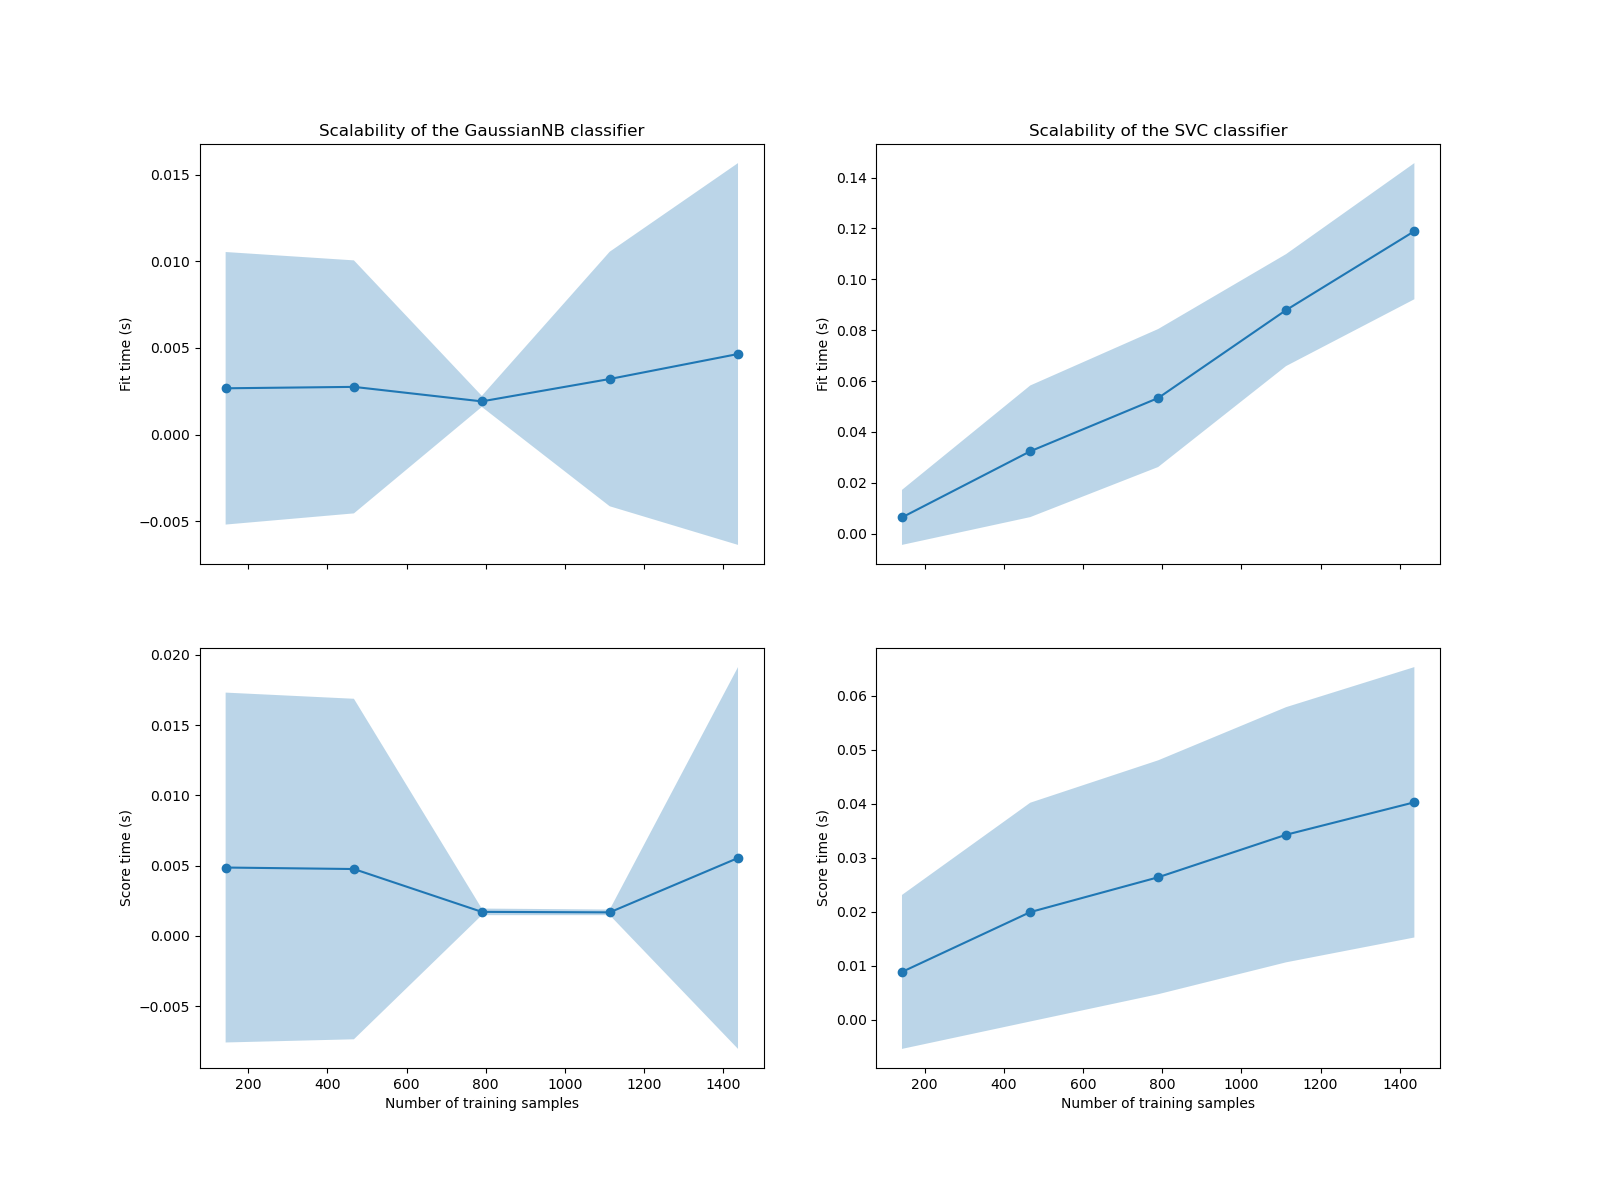 Scalability of the GaussianNB classifier
0.015
0.010
0.005
0.000
−0.005
Fit time (s)
Scalability of the SVC classifier
0.14
0.12
0.10
0.08
0.06
0.04
0.02
0.00
Fit time (s)
0.020
0.015
0.010
0.005
0.000
−0.005
Score time (s)
200 400 600 800 1000 1200 1400
Number of training samples
0.06
0.05
0.04
0.03
0.02
0.01
0.00
Score time (s)
200 400 600 800 1000 1200 1400
Number of training samples